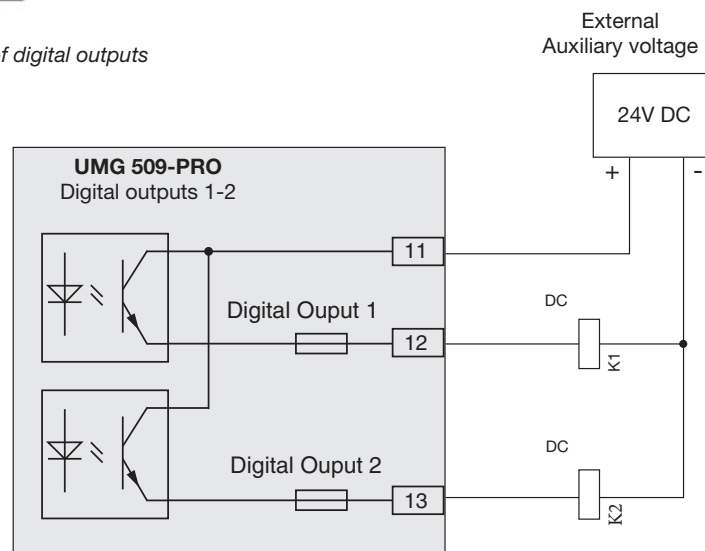 External
Auxiliary voltage
of digital outputs
24V DC
+ -
UMG 509-PRO
Digital outputs 1-2
11
DC
Digital Ouput 1
12
K1
DC
Digital Ouput 2
13
K2